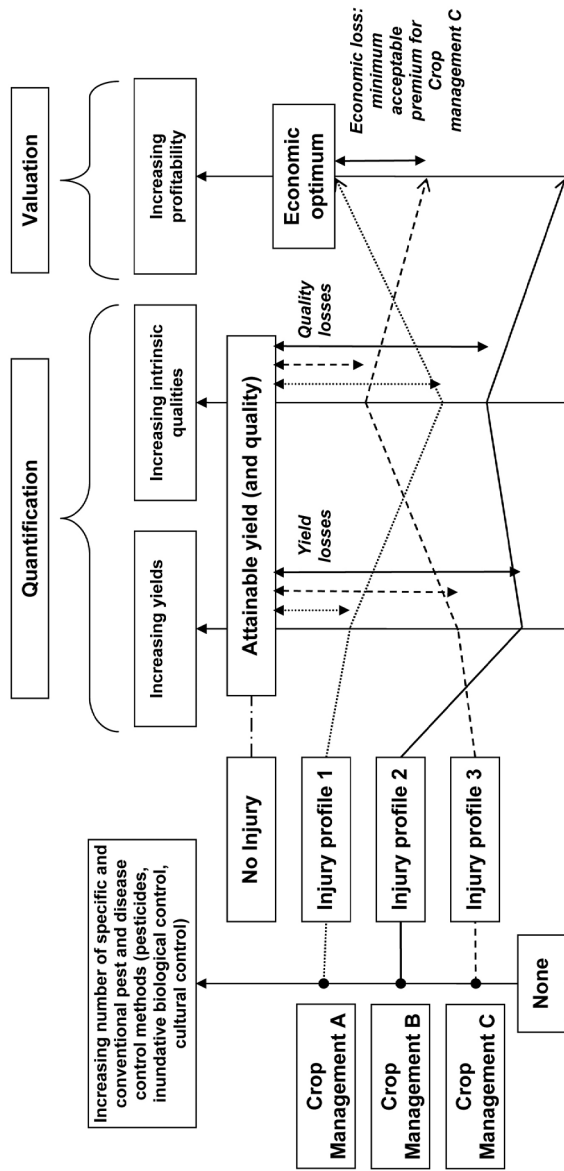 Quantification
Valuation
Increasing number of specific and
conventional pest and disease
control methods (pesticides,
inundative biological control,
cultural control)
Increasing yields
Increasing intrinsic
qualities
Increasing
profitability
No Injury
Attainable yield (and quality)
Economic
optimum
Yield
losses
Quality
losses
Economic loss:
minimum
acceptable
premium for
Crop
management C
Crop
Management A
Injury profile 1
Crop
Management B
Injury profile 2
Crop
Management C
Injury profile 3
None